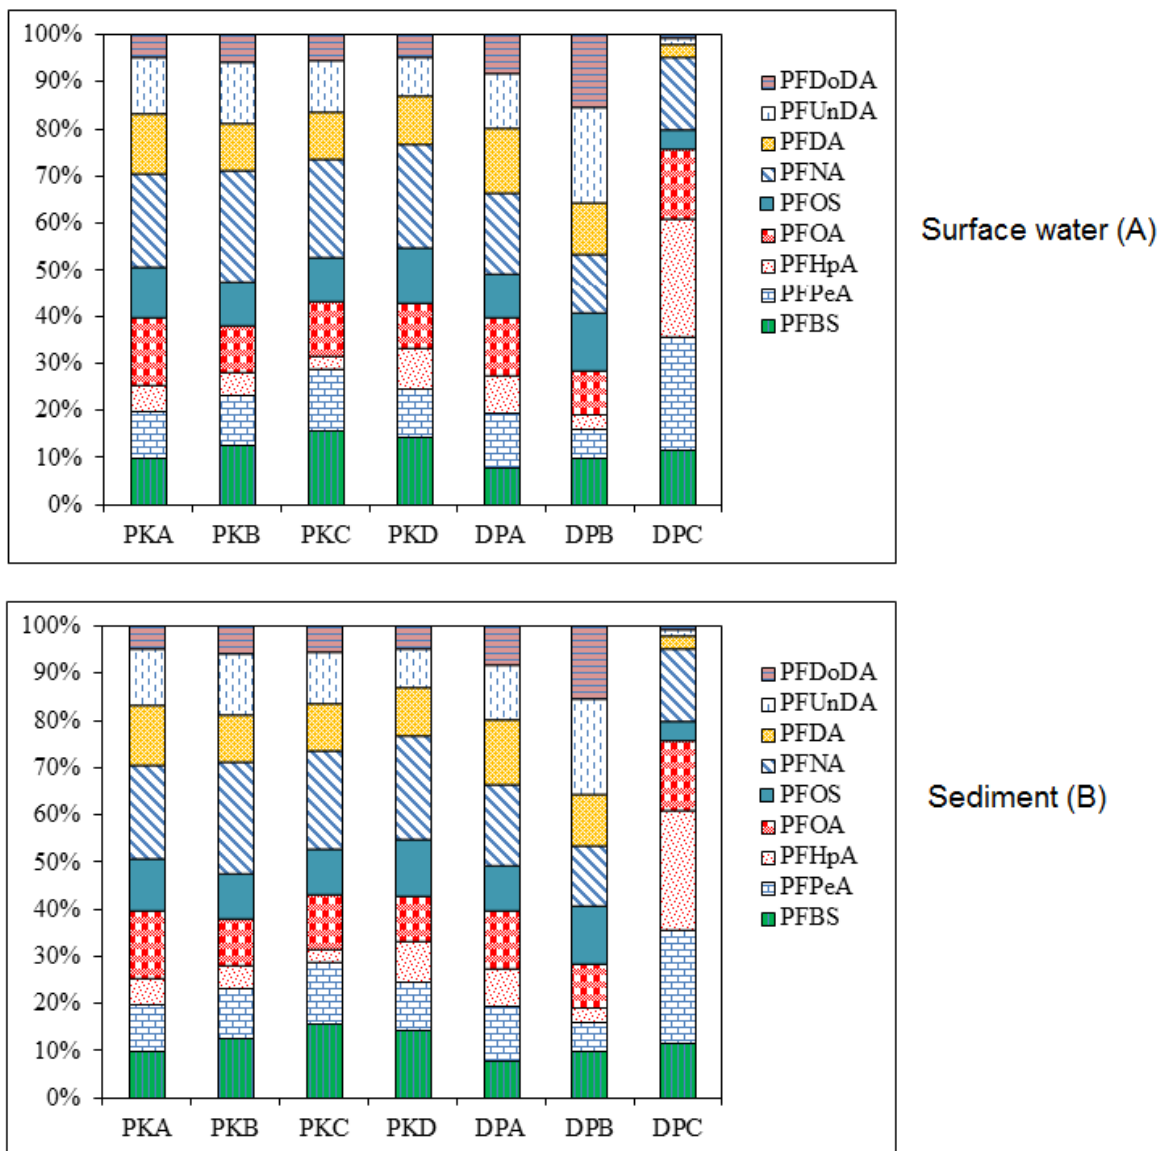 100%
90%
80%
70%
60%
50%
40%
30%
20%
10%
0%
PKA PKB PKC PKD DPA DPB DPC
PFDoDA
PFUnDA
PFDA
PFNA
PFOS
PFOA
PFHpA
PFPeA
PFBS
Surface water (A)
100%
90%
80%
70%
60%
50%
40%
30%
20%
10%
0%
PKA PKB PKC PKD DPA DPB DPC
PFDoDA
PFUnDA
PFDA
PFNA
PFOS
PFOA
PFHpA
PFPeA
PFBS
Sediment (B)